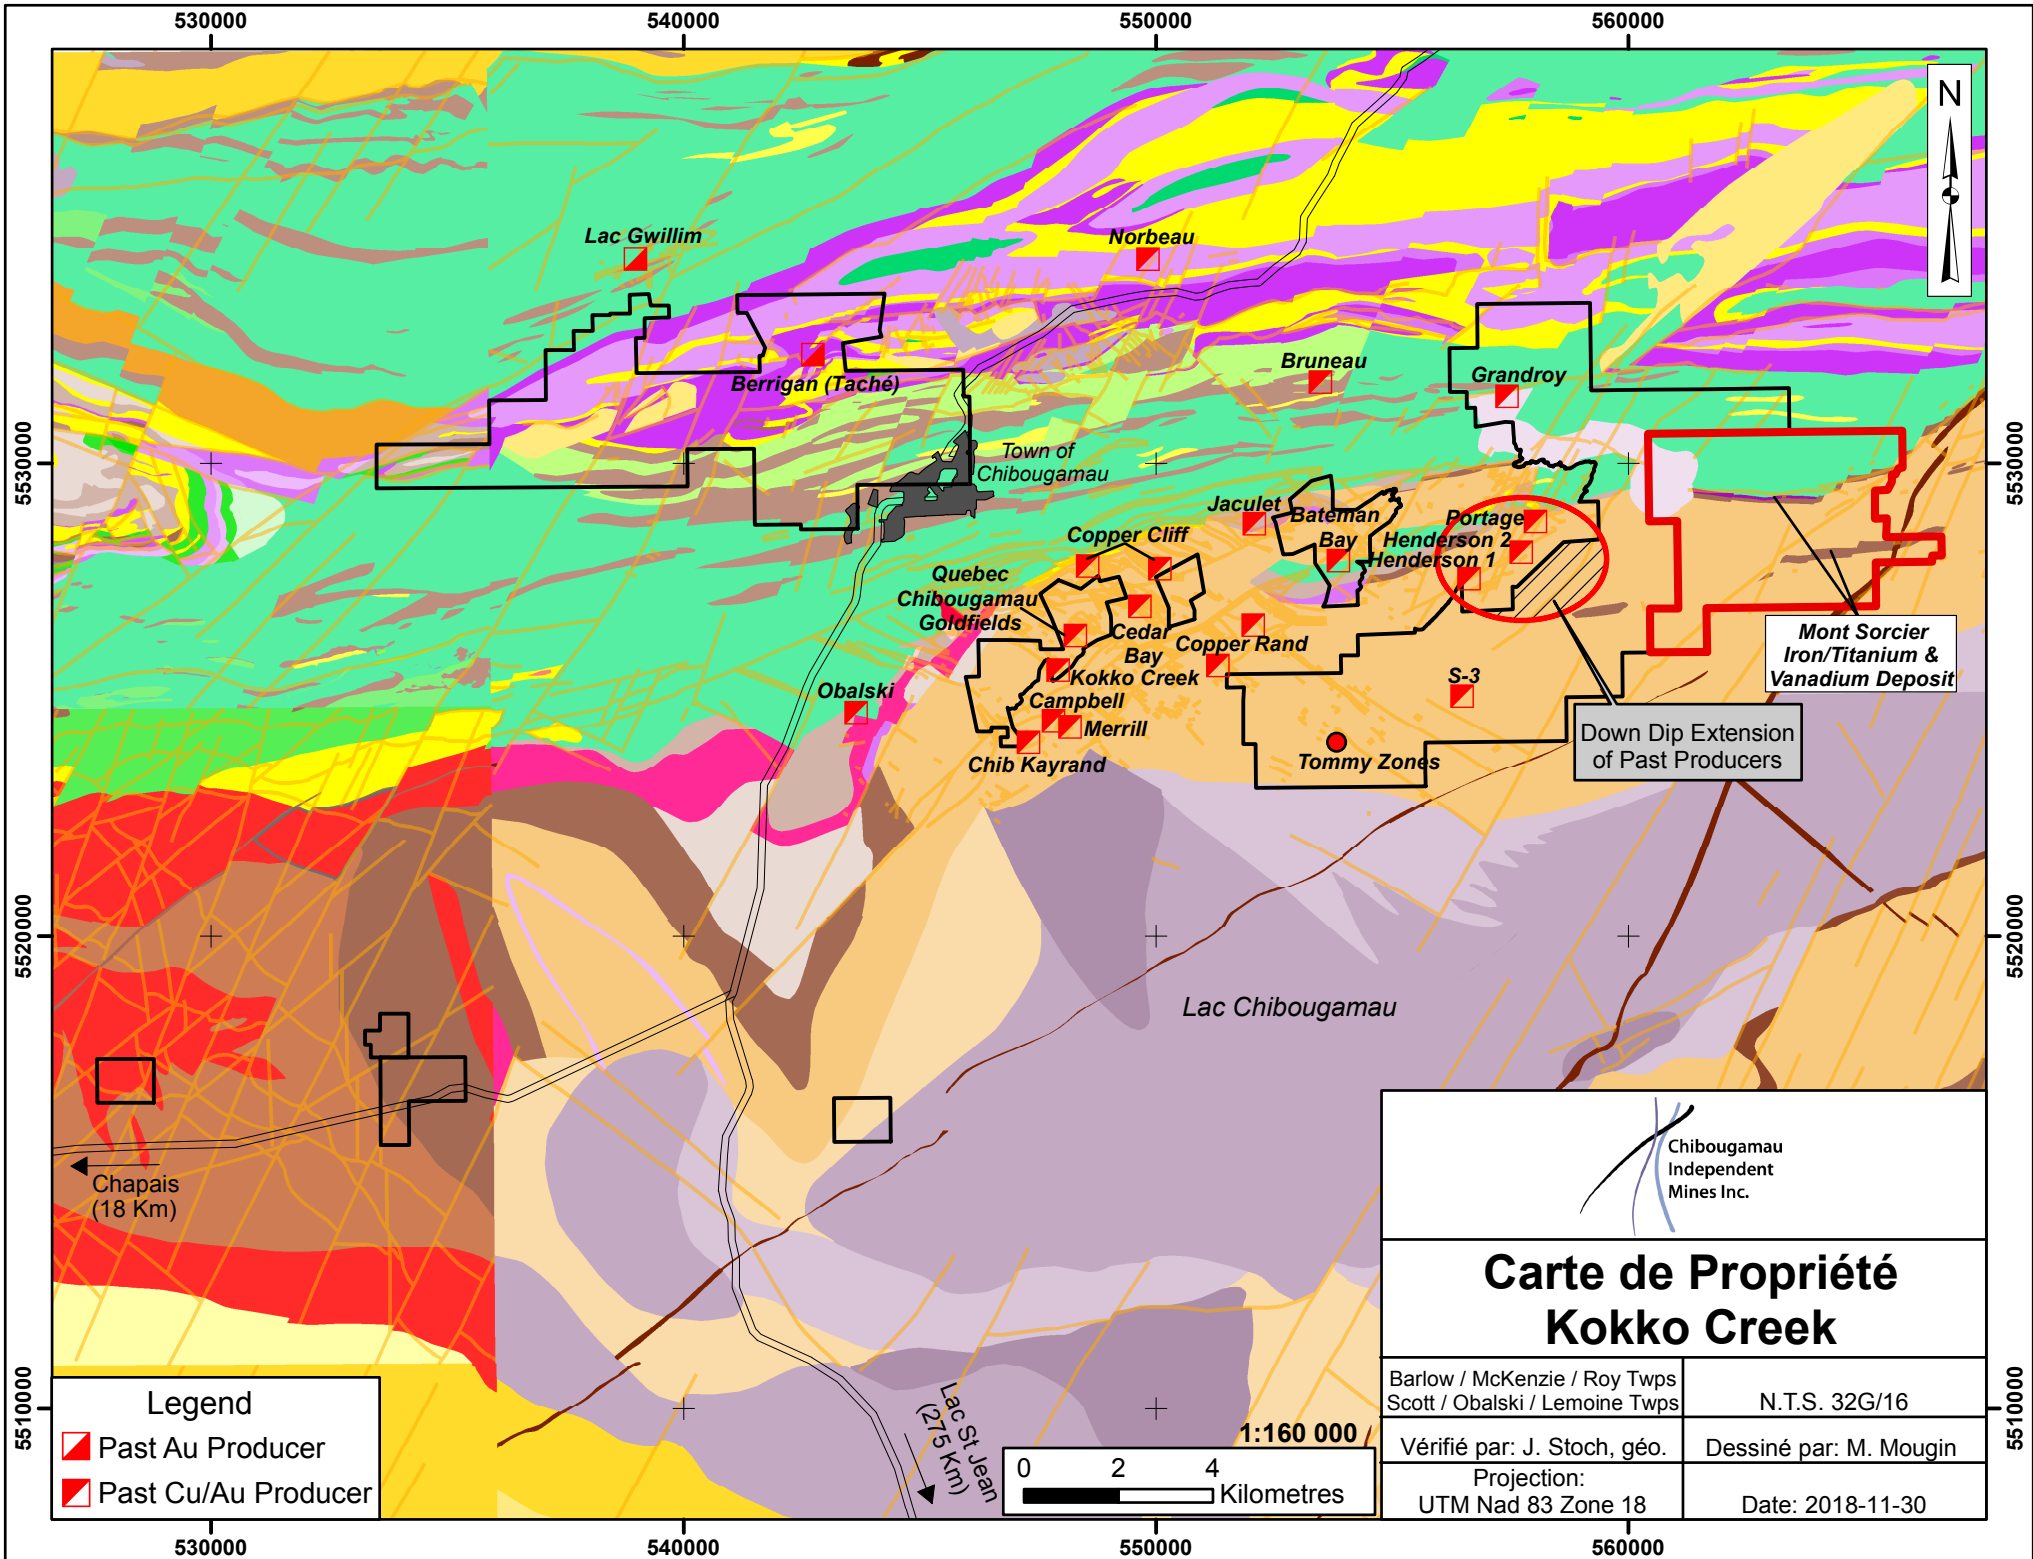 530000
540000
550000
560000
N
Lac Gwillim
Norbeau
Berrigan (Taché)
Bruneau
Grandroy
5530000
5530000
Town of
Chibougamau
Jaculet
Bateman
Bay
Portage
Henderson 2
Henderson 1
Copper Cliff
Quebec
Chibougamau
Goldfields
Cedar
Bay
Copper Rand
Kokko Creek
Campbell
Merrill
Obalski
Chib Kayrand
S-3
Tommy Zones
Mont Sorcier
Iron/Titanium &
Vanadium Deposit
Down Dip Extension
of Past Producers
5520000
5520000
Lac Chibougamau
Chapais
(18 Km)
Lac St Jean
(275 Km)
5510000
5510000
Legend
Past Au Producer
Past Cu/Au Producer
1:160 000
0 2 4
Kilometres
Chibougamau
Independent
Mines Inc.
Carte de Propriété
Kokko Creek
Barlow / McKenzie / Roy Twps
Scott / Obalski / Lemoine Twps
N.T.S. 32G/16
Vérifié par: J. Stoch, géo.
Dessiné par: M. Mougin
Projection:
UTM Nad 83 Zone 18
Date: 2018-11-30
530000
540000
550000
560000